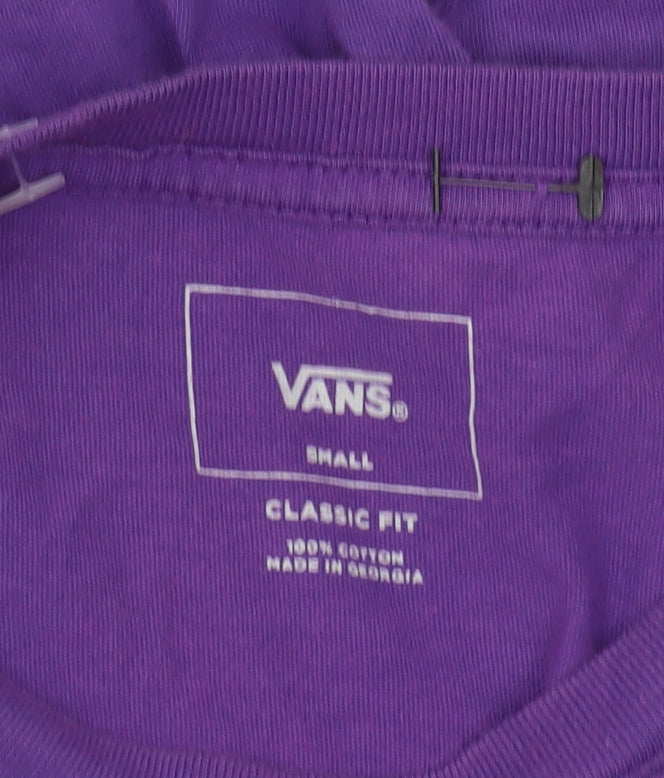 VANS®
SMALL
CLASSIC FIT
100% COTTON
MADE IN GEORGIA